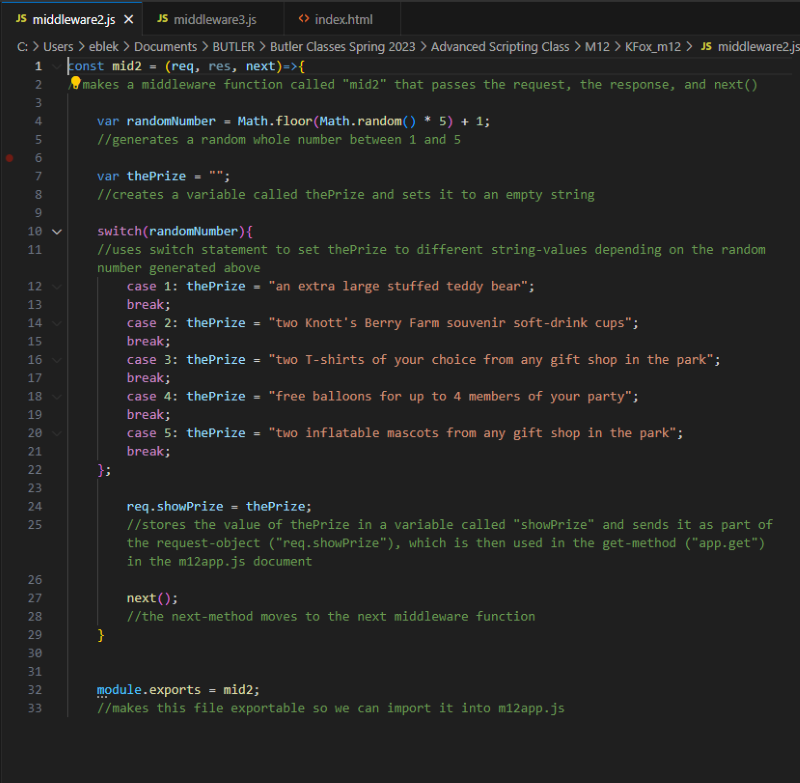 JS middleware2.js × JS middleware3.js <> index.html
C: > Users > eblek > Documents > BUTLER > Butler Classes Spring 2023 > Advanced Scripting Class > M12 > KFox_m12 > JS middleware2.js
1 const mid2 = (req, res, next)=>{
2 //makes a middleware function called "mid2" that passes the request, the response, and next()
3
4 var randomNumber = Math.floor(Math.random() * 5) + 1;
5 //generates a random whole number between 1 and 5
6
7 var thePrize = "";
8 //creates a variable called thePrize and sets it to an empty string
9
10 switch(randomNumber){
11 //uses switch statement to set thePrize to different string-values depending on the random
number generated above
12 case 1: thePrize = "an extra large stuffed teddy bear";
13 break;
14 case 2: thePrize = "two Knott's Berry Farm souvenir soft-drink cups";
15 break;
16 case 3: thePrize = "two T-shirts of your choice from any gift shop in the park";
17 break;
18 case 4: thePrize = "free balloons for up to 4 members of your party";
19 break;
20 case 5: thePrize = "two inflatable mascots from any gift shop in the park";
21 break;
22 };
23
24 req.showPrize = thePrize;
25 //stores the value of thePrize in a variable called "showPrize" and sends it as part of
the request-object ("req.showPrize"), which is then used in the get-method ("app.get")
in the m12app.js document
26
27 next();
28 //the next-method moves to the next middleware function
29 }
30
31
32 module.exports = mid2;
33 //makes this file exportable so we can import it into m12app.js